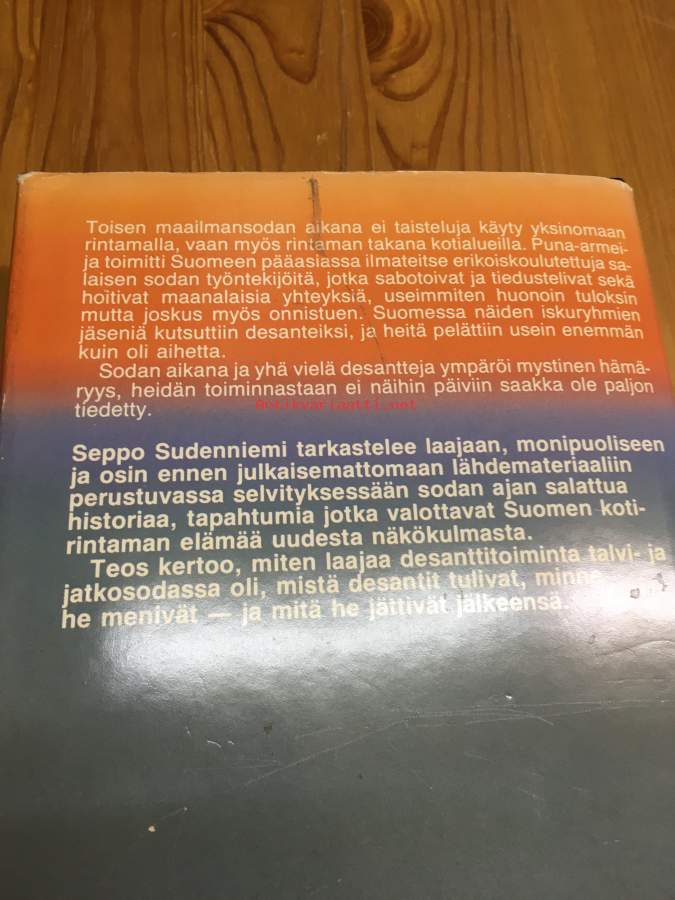 Toisen maailmansodan aikana ei taisteluja käyty yksinomaan
rintamalla, vaan myös rintaman takana kotialueilla. Puna-armei-
ja toimitti Suomeen pääasiassa ilmateitse erikoiskoulutettuja sa-
laisen sodan työntekijöitä, jotka sabotoivat ja tiedustelivat sekä
hoitivat maanalaisia yhteyksiä, useimmiten huonoin tuloksin
mutta joskus myös onnistuen. Suomessa näiden iskuryhmien
jäseniä kutsuttiin desanteiksi, ja heitä pelättiin usein enemmän
kuin oli aihetta.
Sodan aikana ja yhä vielä desantteja ympäröi mystinen hämä-
ryys, heidän toiminnastaan ei näihin päiviin saakka ole paljon
tiedetty.
Antikvariaatti.net
Seppo Sudenniemi tarkastelee laajaan, monipuoliseen
ja osin ennen julkaisemattomaan lähdemateriaaliin
perustuvassa selvityksessään sodan ajan salattua
historiaa, tapahtumia jotka valottavat Suomen koti-
rintaman elämää uudesta näkökulmasta.
Teos kertoo, miten laajaa desanttitoiminta talvi- ja
jatkosodassa oli, mistä desantit tulivat, minne
he menivät — ja mitä he jättivät jälkeensä.